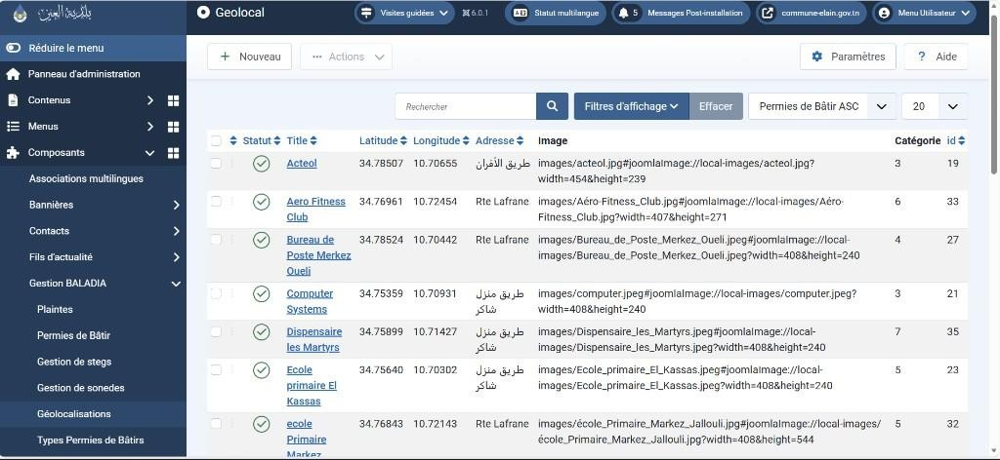 بلدية العين
Geolocal
Visites guidées
6.0.1
Statut multilangue
5 Messages Post-installation
commune-elain.gov.tn
Menu Utilisateur
Réduire le menu
Nouveau
Actions
Paramètres
? Aide
Panneau d'administration
Contenus
Menus
Composants
Associations multilingues
Bannières
Contacts
Fils d'actualité
Gestion BALADIA
Plaintes
Permies de Bâtir
Gestion de stegs
Gestion de sonedes
Géolocalisations
Types Permies de Bâtirs
Rechercher
Filtres d'affichage
Effacer
Permies de Bâtir ASC
20
Statut Title Latitude Longitude Adresse Image Catégorie id
Acteol 34.78507 10.70655 طريق الأفران images/acteol.jpg#joomlaImage://local-images/acteol.jpg? 3 19
width=454&height=239
Aero Fitness 34.76961 10.72454 Rte Lafrane images/Aéro-Fitness_Club.jpg#joomlaImage://local-images/Aéro- 6 33
Club Fitness_Club.jpg?width=407&height=271
Bureau de 34.78524 10.70442 Rte Lafrane images/Bureau_de_Poste_Merkez_Oueli.jpeg#joomlaImage://local- 4 27
Poste Merkez images/Bureau_de_Poste_Merkez_Oueli.jpeg?width=408&height=240
Oueli
Computer 34.75359 10.70931 طريق منزل images/computer.jpeg#joomlaImage://local-images/computer.jpeg? 3 21
Systems شاكر width=408&height=240
Dispensaire 34.75899 10.71427 طريق منزل images/Dispensaire_les_Martyrs.jpeg#joomlaImage://local- 7 35
les Martyrs شاكر images/Dispensaire_les_Martyrs.jpeg?width=408&height=240
Ecole 34.75640 10.70302 طريق منزل images/Ecole_primaire_El_Kassas.jpeg#joomlaImage://local- 5 23
primaire El شاكر images/Ecole_primaire_El_Kassas.jpeg?width=408&height=240
Kassas
ecole 34.76843 10.72143 Rte Lafrane images/école_Primaire_Markez_Jallouli.jpg#joomlaImage://local-images/ 5 32
Primaire école_Primaire_Markez_Jallouli.jpg?width=408&height=544
Markez